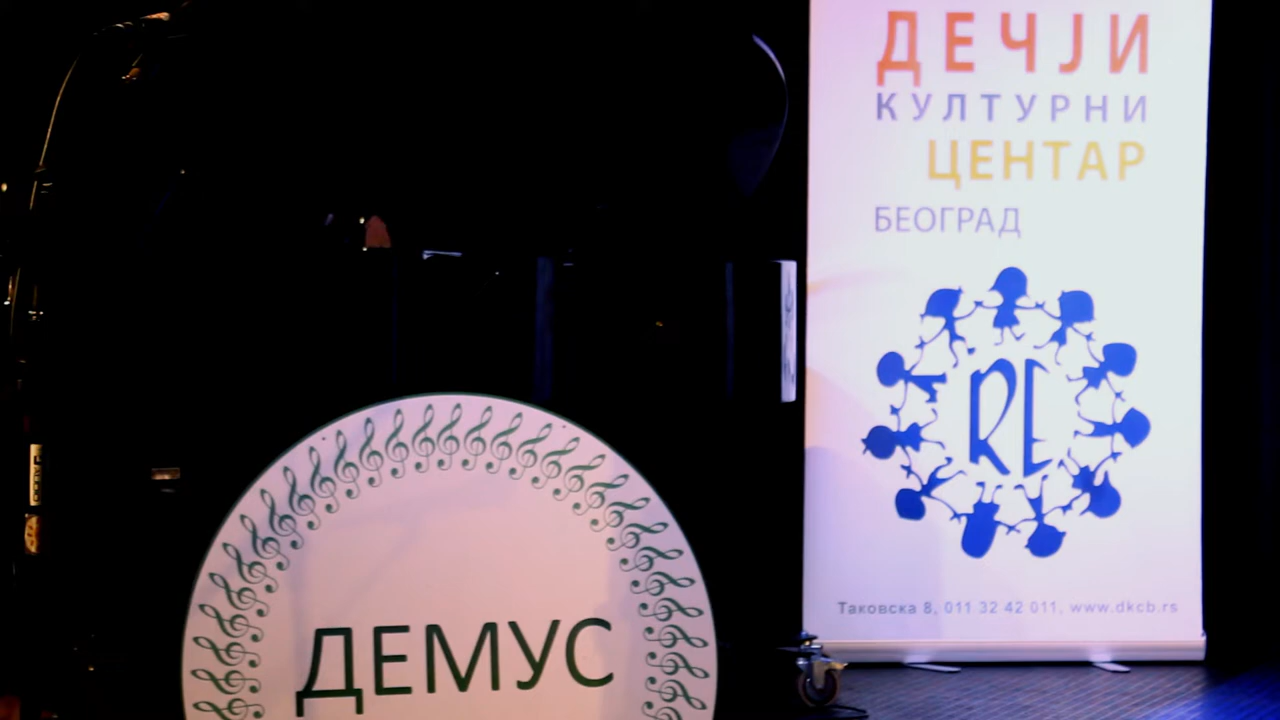 ДЕЧЈИ
КУЛТУРНИ
ЦЕНТАР
БЕОГРАД
RE
Таковска 8, 011 32 42 011, www.dkcb.rs
ДЕМУС